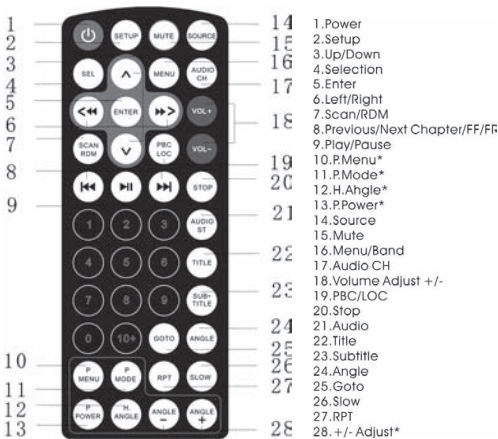 1
2
3
4
5
6
7
8
9
10
11
12
13
SETUP MUTE SOURCE
SEL MENU AUDIO CH
ENTER VOL+
SCAN RDM PBC LOC VOL-
STOP
1 2 3 AUDIO ST
4 5 6 TITLE
7 8 9 SUB-TITLE
0 10+ GOTO ANGLE
P MENU P MODE RPT SLOW
P POWER H. ANGLE ANGLE - ANGLE +
14
15
16
17
18
19
20
21
22
23
24
25
26
27
28
1.Power
2.Setup
3.Up/Down
4.Selection
5.Enter
6.Left/Right
7.Scan/RDM
8.Previous/Next Chapter/FF/FR
9.Play/Pause
10.P.Menu*
11.P.Mode*
12.H.Ahgle*
13.P.Power*
14.Source
15.Mute
16.Menu/Band
17.Audio CH
18.Volume Adjust +/-
19.PBC/LOC
20.Stop
21.Audio
22.Title
23.Subtitle
24.Angle
25.Goto
26.Slow
27.RPT
28.+/- Adjust*